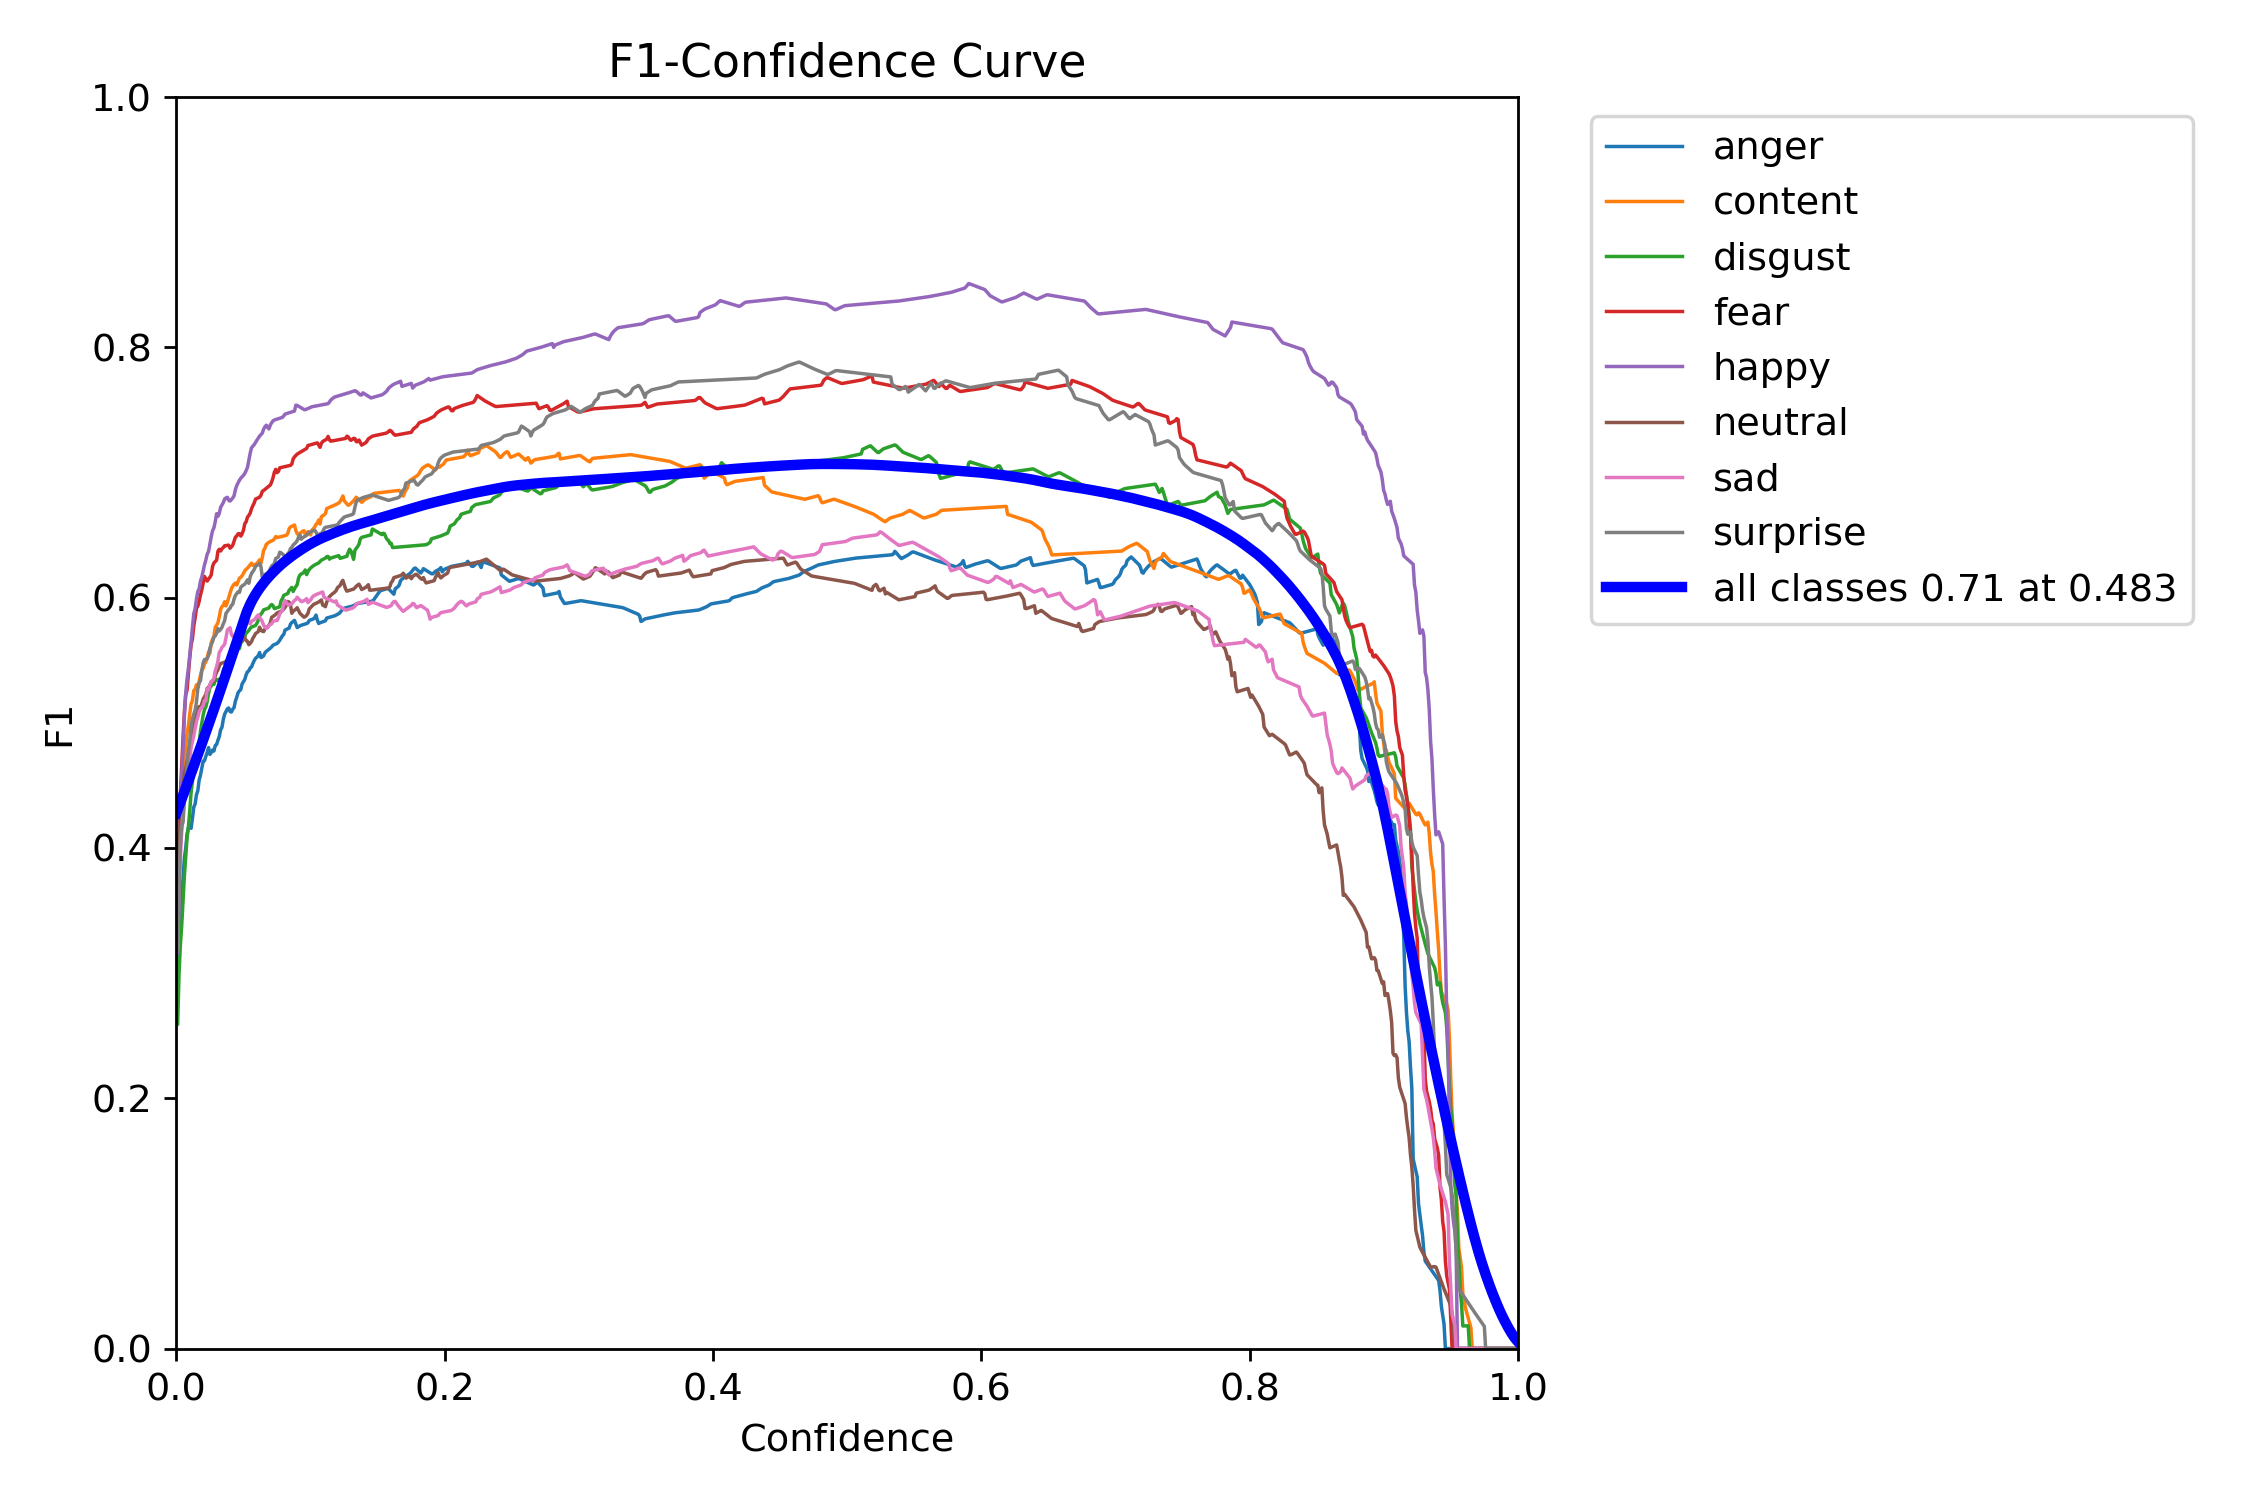 F1-Confidence Curve
1.0
0.8
0.6
0.4
0.2
0.0
F1
0.0 0.2 0.4 0.6 0.8 1.0
Confidence
anger
content
disgust
fear
happy
neutral
sad
surprise
all classes 0.71 at 0.483